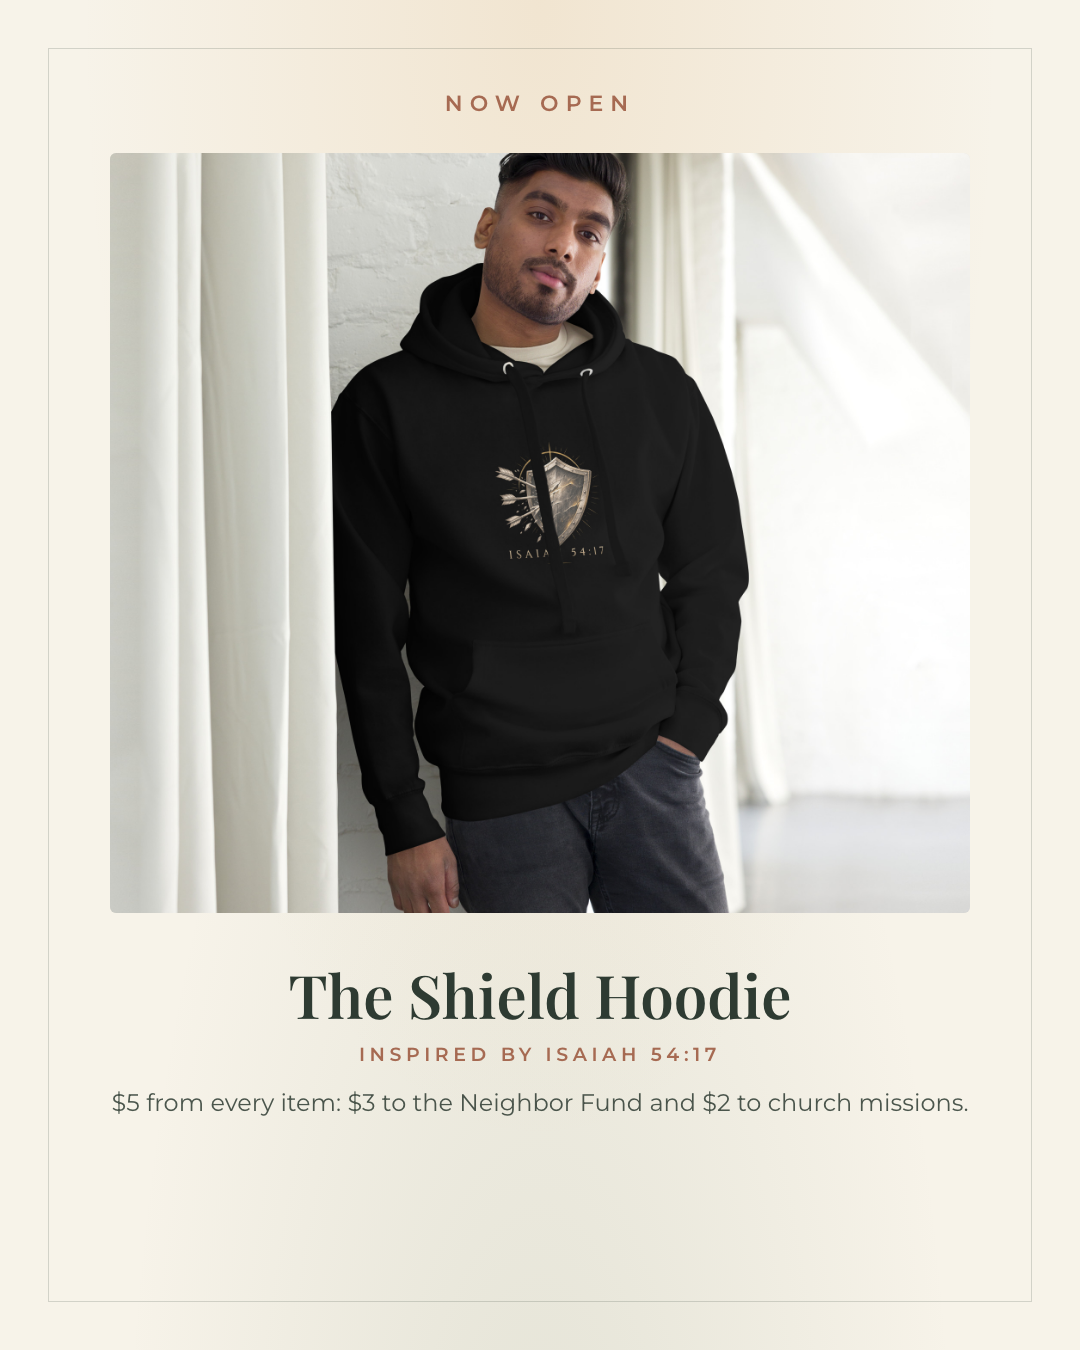 NOW OPEN
ISAIA 54:17
The Shield Hoodie
INSPIRED BY ISAIAH 54:17
$5 from every item: $3 to the Neighbor Fund and $2 to church missions.